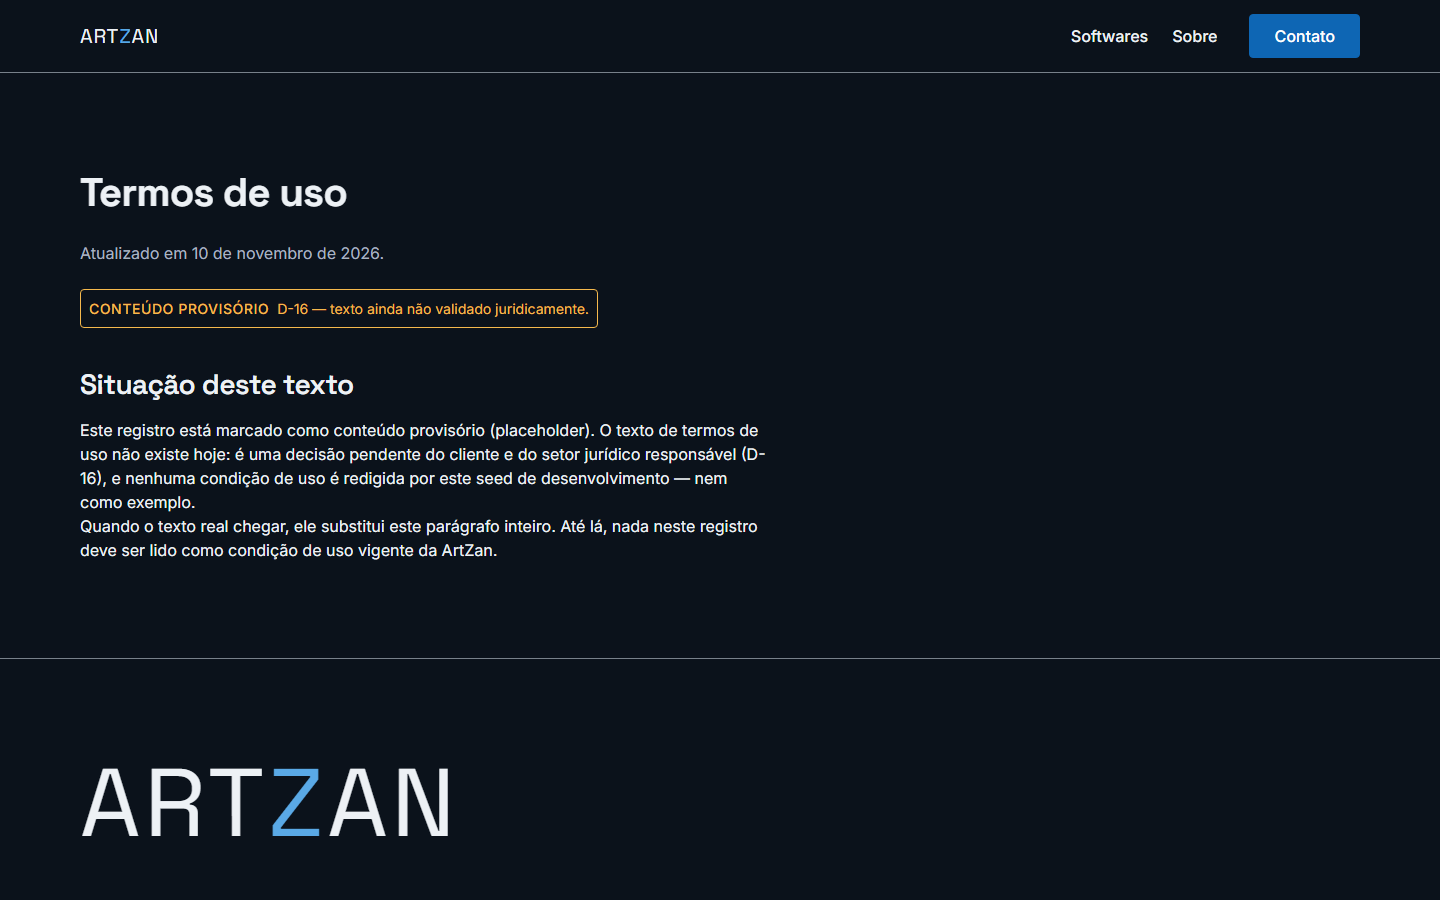 ARTZAN
Softwares
Sobre
Contato
Termos de uso
Atualizado em 10 de novembro de 2026.
CONTEÚDO PROVISÓRIO D-16 — texto ainda não validado juridicamente.
Situação deste texto
Este registro está marcado como conteúdo provisório (placeholder). O texto de termos de
uso não existe hoje: é uma decisão pendente do cliente e do setor jurídico responsável (D-
16), e nenhuma condição de uso é redigida por este seed de desenvolvimento — nem
como exemplo.
Quando o texto real chegar, ele substitui este parágrafo inteiro. Até lá, nada neste registro
deve ser lido como condição de uso vigente da ArtZan.
ARTZAN